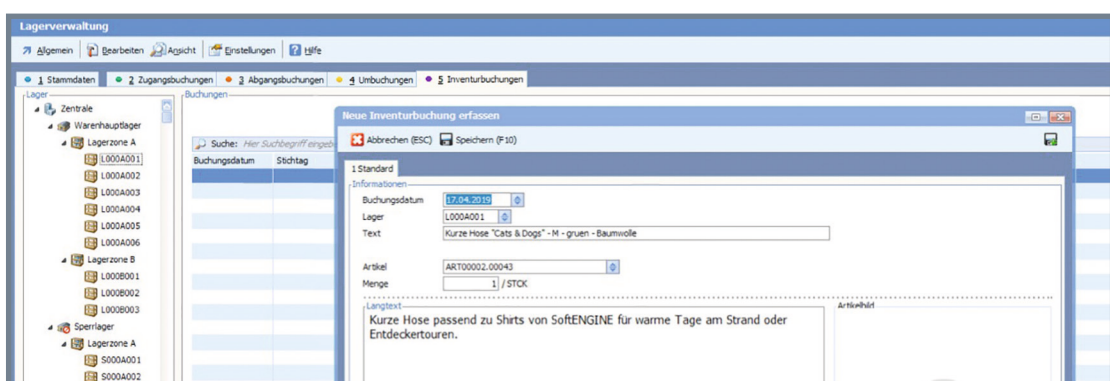 Lagerverwaltung
Allgemein Bearbeiten Ansicht Einstellungen Hilfe
1 Stammdaten 2 Zugangsbuchungen 3 Abgangsbuchungen 4 Umbuchungen 5 Inventurbuchungen
Lager
Zentrale
Warenhauptlager
Lagerzone A
L000A001
L000A002
L000A003
L000A004
L000A005
L000A006
Lagerzone B
L000B001
L000B002
L000B003
Sperrlager
Lagerzone A
S000A001
S000A002
Buchungen
Suche: Hier Suchbegriff eingeb
Buchungsdatum Stichtag
Neue Inventurbuchung erfassen
Abbrechen (ESC) Speichern (F10)
1 Standard
Informationen
Buchungsdatum 17.04.2019
Lager L000A001
Text Kurze Hose "Cats & Dogs" - M - gruen - Baumwolle
Artikel ART00002.00043
Menge 1 / STCK
Langtext
Kurze Hose passend zu Shirts von SoftENGINE für warme Tage am Strand oder
Entdeckertouren.
Artikelbild